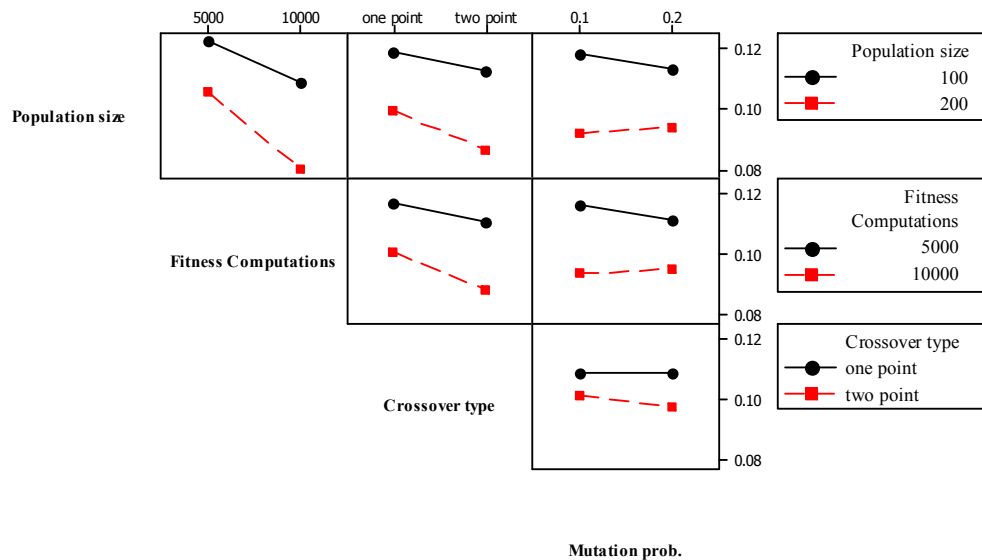 5000 10000 one point two point 0.1 0.2
Population size
0.12
0.10
0.08
Population size
100
200
Fitness Computations
0.12
0.10
0.08
Fitness
Computations
5000
10000
Crossover type
0.12
0.10
0.08
Crossover type
one point
two point
Mutation prob.